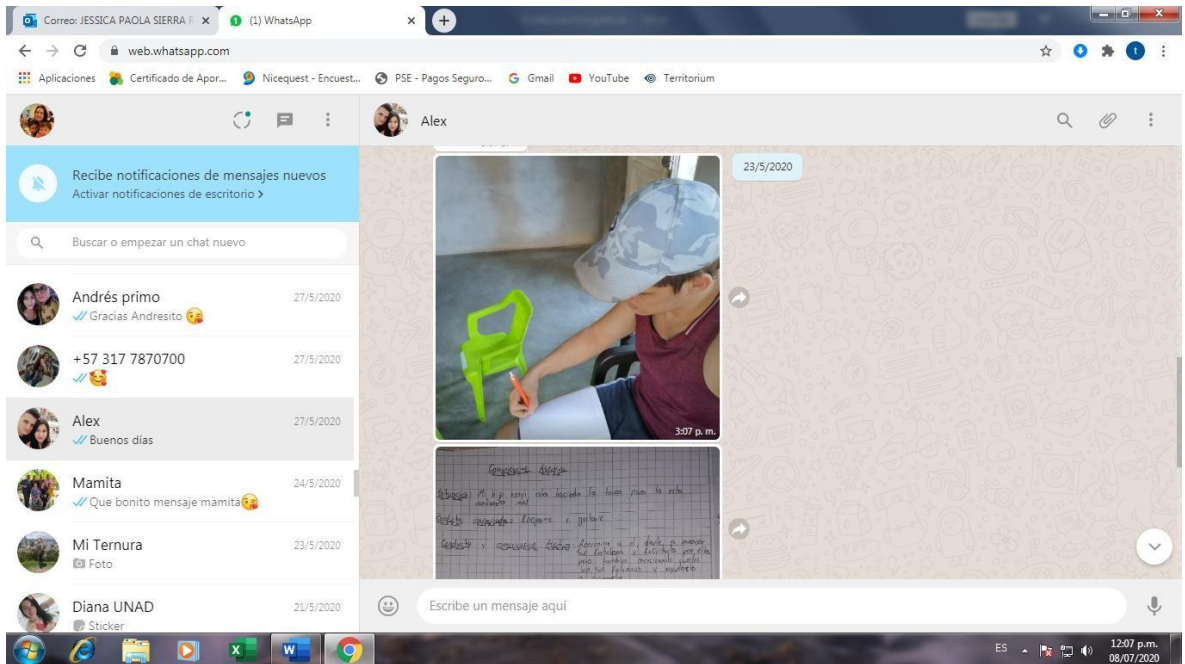 Correo: JESSICA PAOLA SIERRA R
(1) WhatsApp
web.whatsapp.com
Aplicaciones
Certificado de Apor...
Nicequest - Encuest...
PSE - Pagos Seguro...
Gmail
YouTube
Territorium
t
Recibe notificaciones de mensajes nuevos
Activar notificaciones de escritorio >
Buscar o empezar un chat nuevo
Andrés primo 27/5/2020
Gracias Andresito
+57 317 7870700 27/5/2020
Alex 27/5/2020
Buenos días
Mamita 24/5/2020
Que bonito mensaje mamita
Mi Ternura 23/5/2020
Foto
Diana UNAD 21/5/2020
Sticker
Alex
23/5/2020
3:07 p. m.
Comunicación Asertiva
Escribe un mensaje aquí
ES
12:07 p.m.
08/07/2020